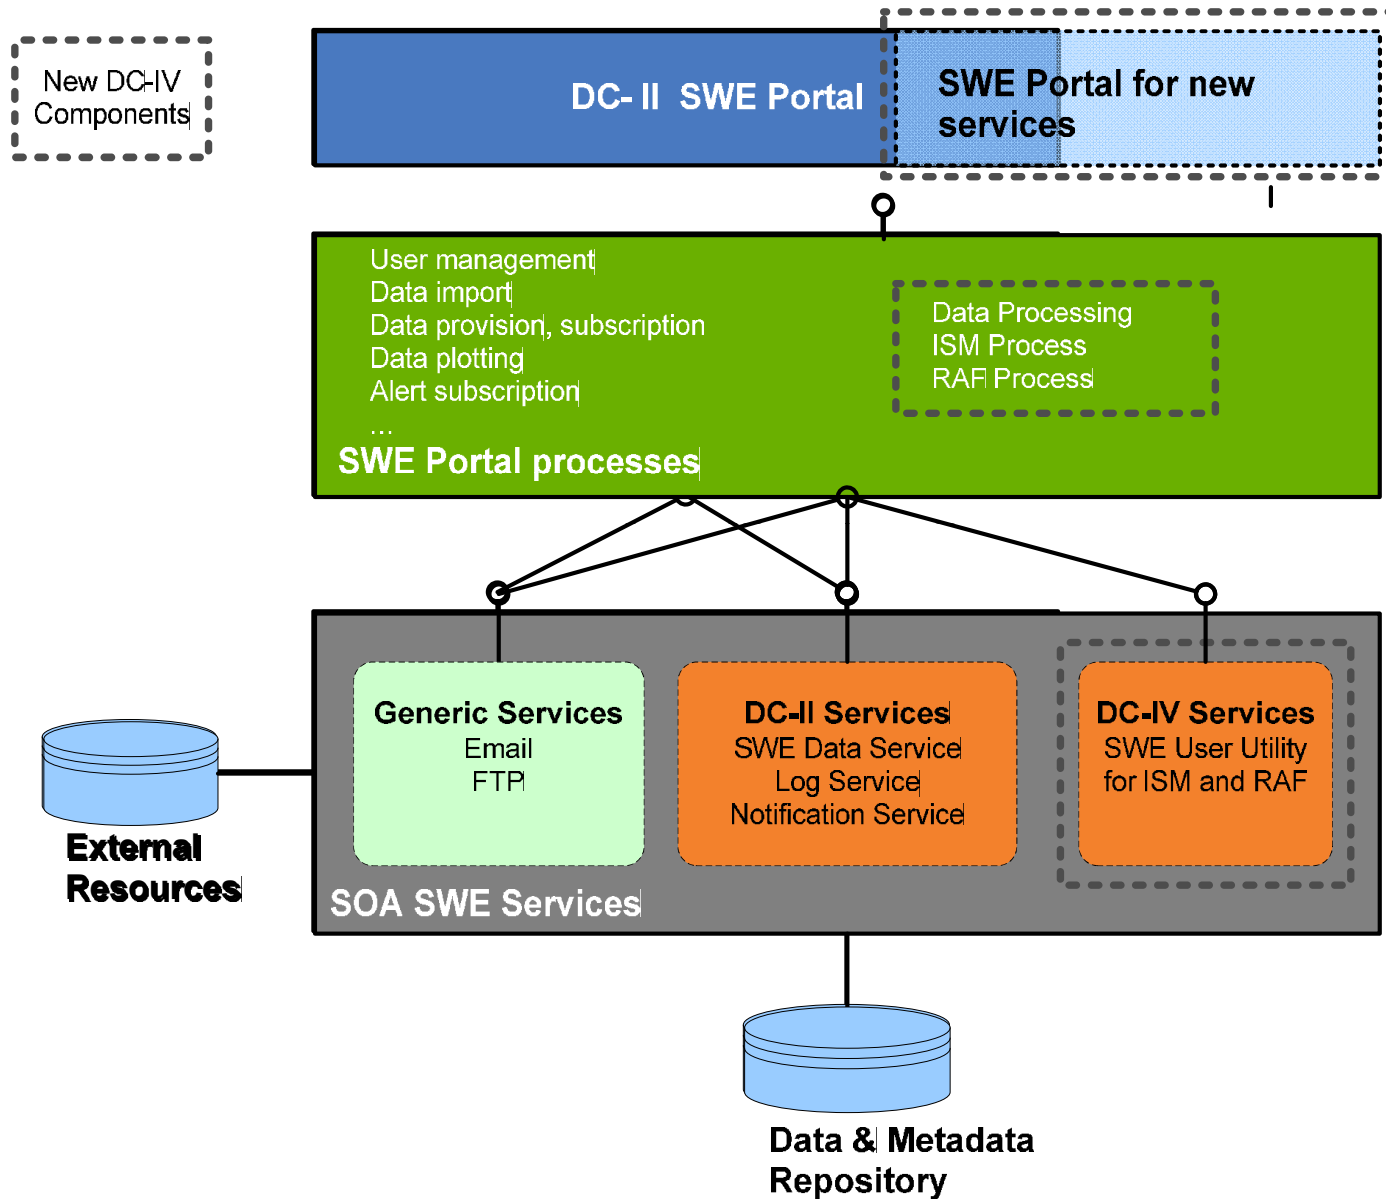 New DC-IV
Components
DC- II  SWE Portal
SWE Portal for new
services
User management
Data import
Data provision, subscription
Data plotting
Alert subscription
...
SWE Portal processes
Data Processing
ISM Process
RAF Process
Generic Services
Email
FTP
DC-II Services
SWE Data Service
Log Service
Notification Service
DC-IV Services
SWE User Utility
for ISM and RAF
SOA SWE Services
External
Resources
Data & Metadata
Repository